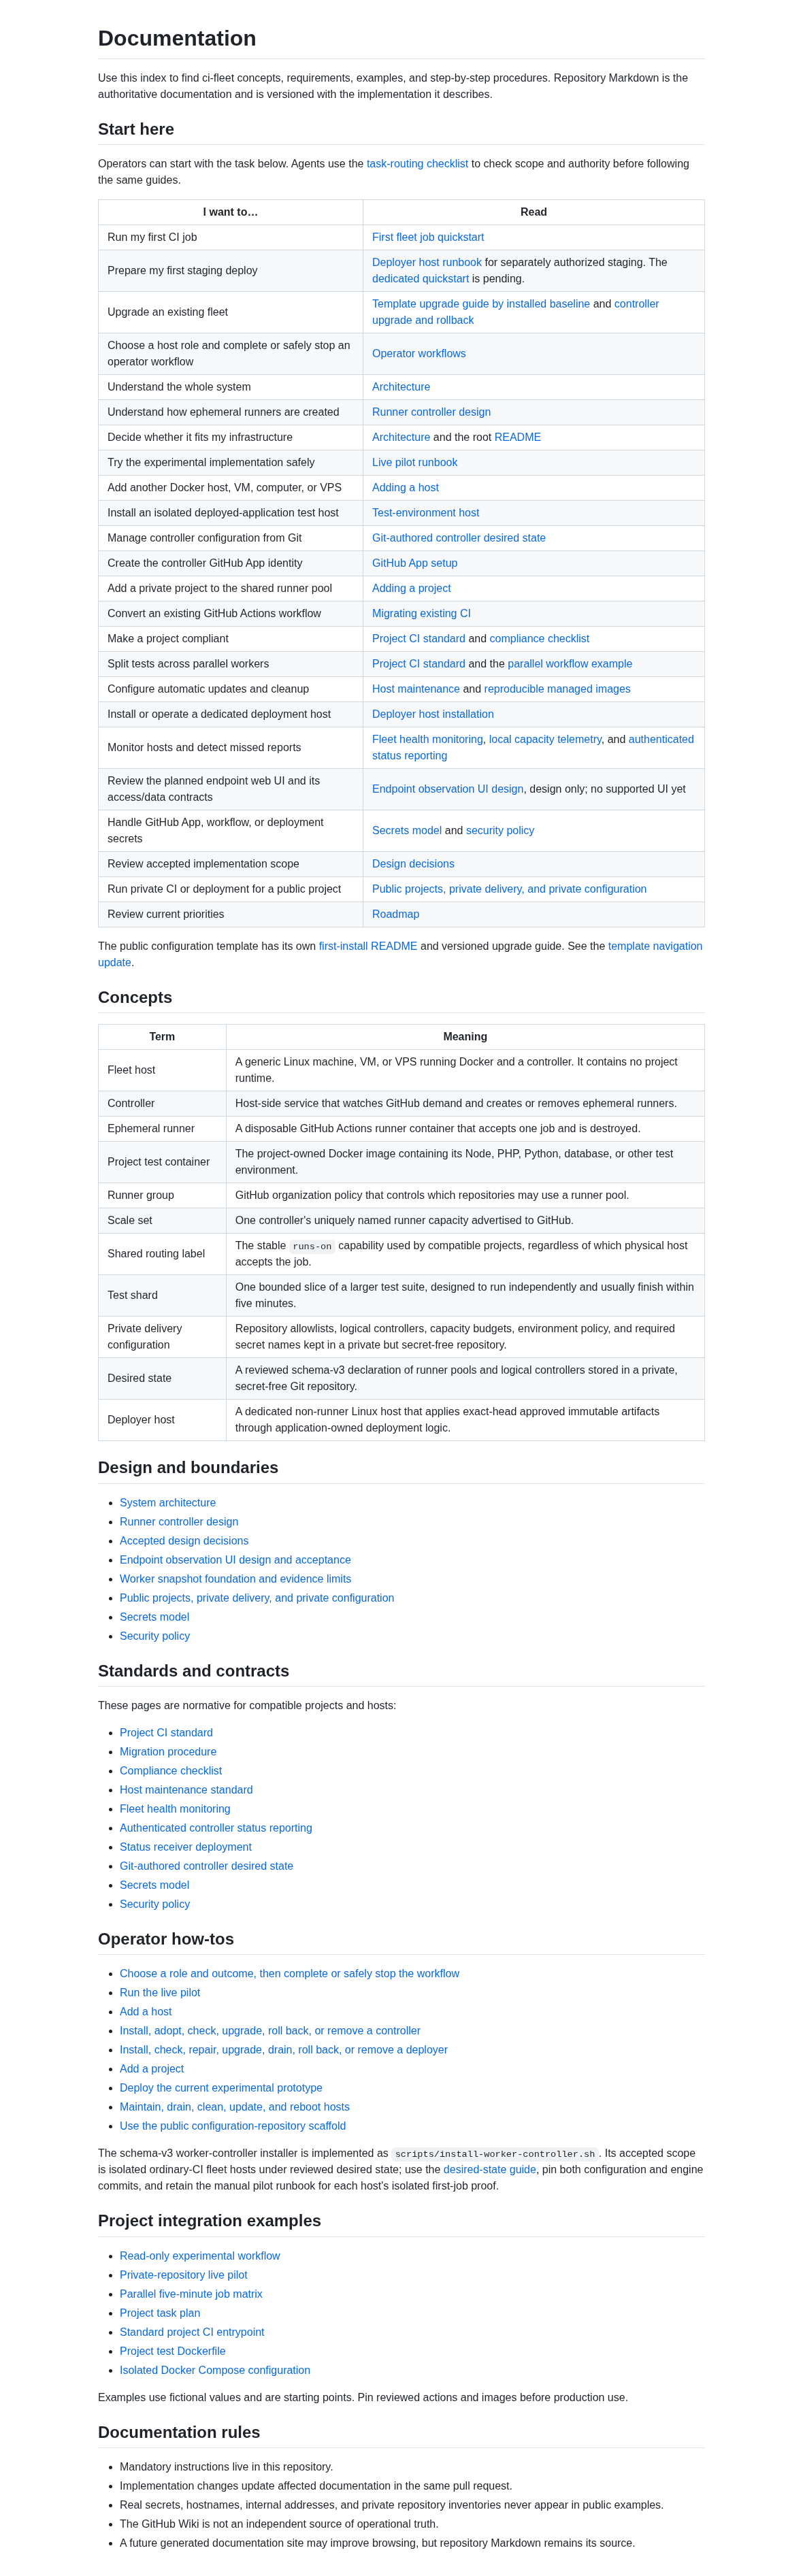 Documentation
Use this index to find ci-fleet concepts, requirements, examples, and step-by-step procedures. Repository Markdown is the
authoritative documentation and is versioned with the implementation it describes.
Start here
Operators can start with the task below. Agents use the task-routing checklist to check scope and authority before following
the same guides.
I want to… Read
Run my first CI job First fleet job quickstart
Prepare my first staging deploy Deployer host runbook for separately authorized staging. The
dedicated quickstart is pending.
Upgrade an existing fleet Template upgrade guide by installed baseline and controller
upgrade and rollback
Choose a host role and complete or safely stop an
operator workflow Operator workflows
Understand the whole system Architecture
Understand how ephemeral runners are created Runner controller design
Decide whether it fits my infrastructure Architecture and the root README
Try the experimental implementation safely Live pilot runbook
Add another Docker host, VM, computer, or VPS Adding a host
Install an isolated deployed-application test host Test-environment host
Manage controller configuration from Git Git-authored controller desired state
Create the controller GitHub App identity GitHub App setup
Add a private project to the shared runner pool Adding a project
Convert an existing GitHub Actions workflow Migrating existing CI
Make a project compliant Project CI standard and compliance checklist
Split tests across parallel workers Project CI standard and the parallel workflow example
Configure automatic updates and cleanup Host maintenance and reproducible managed images
Install or operate a dedicated deployment host Deployer host installation
Monitor hosts and detect missed reports Fleet health monitoring, local capacity telemetry, and authenticated
status reporting
Review the planned endpoint web UI and its
access/data contracts Endpoint observation UI design, design only; no supported UI yet
Handle GitHub App, workflow, or deployment
secrets Secrets model and security policy
Review accepted implementation scope Design decisions
Run private CI or deployment for a public project Public projects, private delivery, and private configuration
Review current priorities Roadmap
The public configuration template has its own first-install README and versioned upgrade guide. See the template navigation
update.
Concepts
Term Meaning
Fleet host A generic Linux machine, VM, or VPS running Docker and a controller. It contains no project
runtime.
Controller Host-side service that watches GitHub demand and creates or removes ephemeral runners.
Ephemeral runner A disposable GitHub Actions runner container that accepts one job and is destroyed.
Project test container The project-owned Docker image containing its Node, PHP, Python, database, or other test
environment.
Runner group GitHub organization policy that controls which repositories may use a runner pool.
Scale set One controller's uniquely named runner capacity advertised to GitHub.
Shared routing label The stable runs-on capability used by compatible projects, regardless of which physical host
accepts the job.
Test shard One bounded slice of a larger test suite, designed to run independently and usually finish within
five minutes.
Private delivery
configuration Repository allowlists, logical controllers, capacity budgets, environment policy, and required
secret names kept in a private but secret-free repository.
Desired state A reviewed schema-v3 declaration of runner pools and logical controllers stored in a private,
secret-free Git repository.
Deployer host A dedicated non-runner Linux host that applies exact-head approved immutable artifacts
through application-owned deployment logic.
Design and boundaries
• System architecture
• Runner controller design
• Accepted design decisions
• Endpoint observation UI design and acceptance
• Worker snapshot foundation and evidence limits
• Public projects, private delivery, and private configuration
• Secrets model
• Security policy
Standards and contracts
These pages are normative for compatible projects and hosts:
• Project CI standard
• Migration procedure
• Compliance checklist
• Host maintenance standard
• Fleet health monitoring
• Authenticated controller status reporting
• Status receiver deployment
• Git-authored controller desired state
• Secrets model
• Security policy
Operator how-tos
• Choose a role and outcome, then complete or safely stop the workflow
• Run the live pilot
• Add a host
• Install, adopt, check, upgrade, roll back, or remove a controller
• Install, check, repair, upgrade, drain, roll back, or remove a deployer
• Add a project
• Deploy the current experimental prototype
• Maintain, drain, clean, update, and reboot hosts
• Use the public configuration-repository scaffold
The schema-v3 worker-controller installer is implemented as scripts/install-worker-controller.sh. Its accepted scope
is isolated ordinary-CI fleet hosts under reviewed desired state; use the desired-state guide, pin both configuration and engine
commits, and retain the manual pilot runbook for each host's isolated first-job proof.
Project integration examples
• Read-only experimental workflow
• Private-repository live pilot
• Parallel five-minute job matrix
• Project task plan
• Standard project CI entrypoint
• Project test Dockerfile
• Isolated Docker Compose configuration
Examples use fictional values and are starting points. Pin reviewed actions and images before production use.
Documentation rules
• Mandatory instructions live in this repository.
• Implementation changes update affected documentation in the same pull request.
• Real secrets, hostnames, internal addresses, and private repository inventories never appear in public examples.
• The GitHub Wiki is not an independent source of operational truth.
• A future generated documentation site may improve browsing, but repository Markdown remains its source.